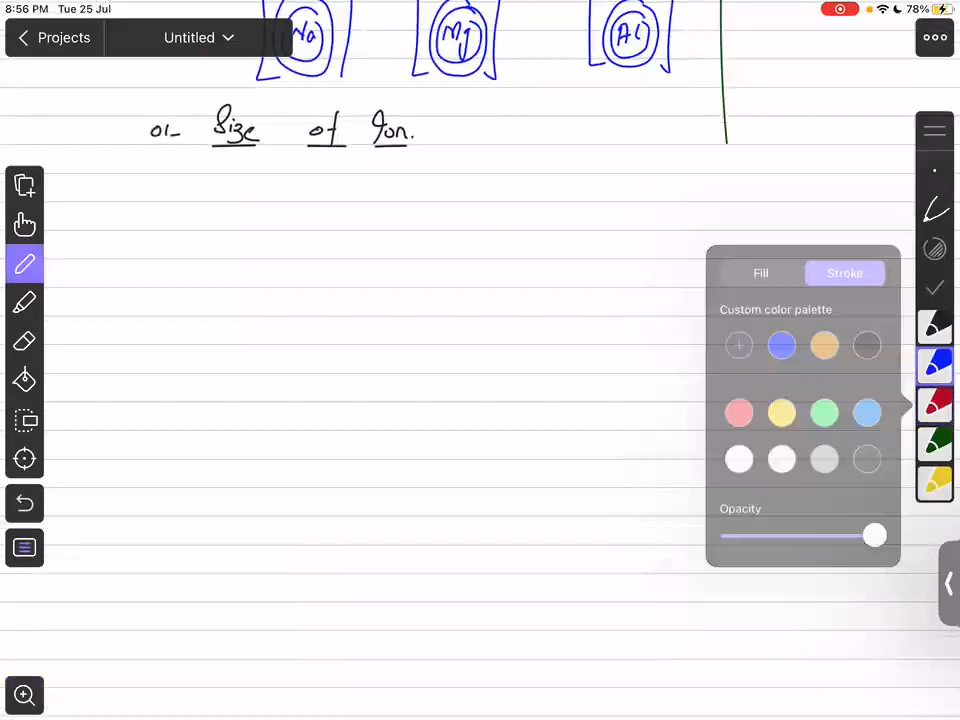 8:56 PM Tue 25 Jul
78%
Projects
Untitled
Na Mg Al
01- Size of Ion.
Fill Stroke
Custom color palette
Opacity